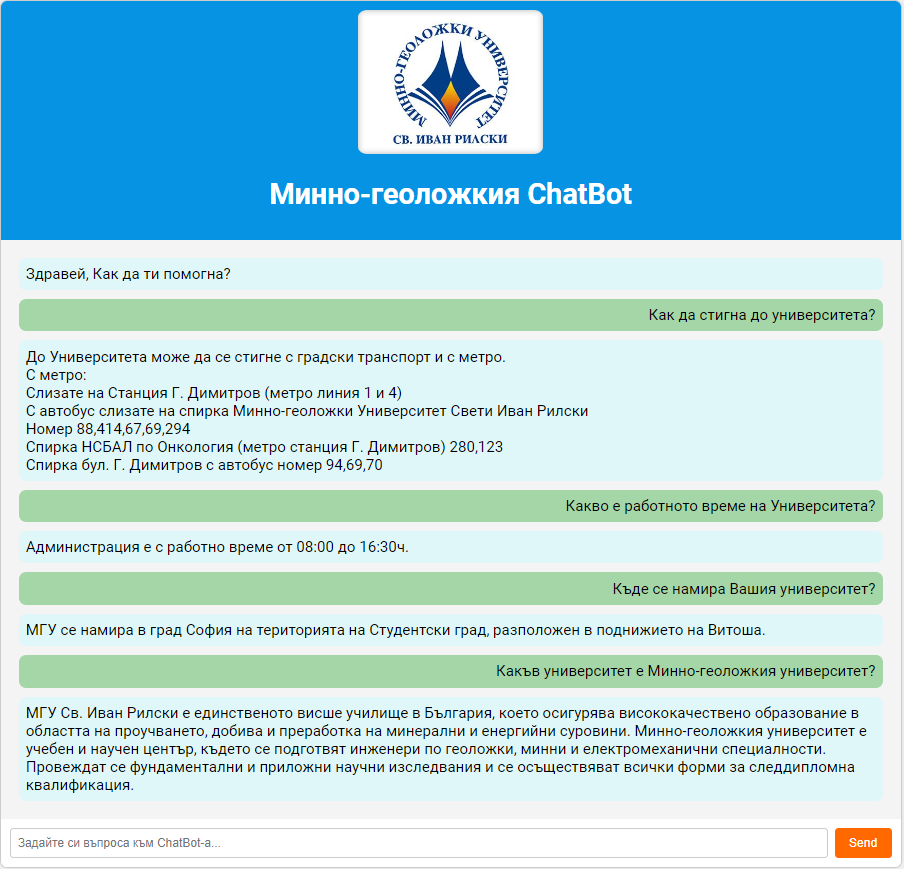 МИННО-ГЕОЛОЖКИ УНИВЕРСИТЕТ
СВ. ИВАН РИЛСКИ
Минно-геоложкия ChatBot
Здравей, Как да ти помогна?
Как да стигна до университета?
До Университета може да се стигне с градски транспорт и с метро.
С метро:
Слизате на Станция Г. Димитров (метро линия 1 и 4)
С автобус слизате на спирка Минно-геоложки Университет Свети Иван Рилски
Номер 88,414,67,69,294
Спирка НСБАЛ по Онкология (метро станция Г. Димитров) 280,123
Спирка бул. Г. Димитров с автобус номер 94,69,70
Какво е работното време на Университета?
Администрация е с работно време от 08:00 до 16:30ч.
Къде се намира Вашия университет?
МГУ се намира в град София на територията на Студентски град, разположен в подниЖието на Витоша.
Какъв университет е Минно-геоложкия университет?
МГУ Св. Иван Рилски е единственото висше училище в България, което осигурява висококачествено образование в
областта на проучването, добива и преработка на минерални и енергийни суровини. Минно-геоложкия университет е
учебен и научен център, където се подготвят инженери по геоложки, минни и електромеханични специалности.
Провеждат се фундаментални и приложни научни изследвания и се осъществяват всички форми за следдипломна
квалификация.
Задайте си въпроса към ChatBot-а...
Send